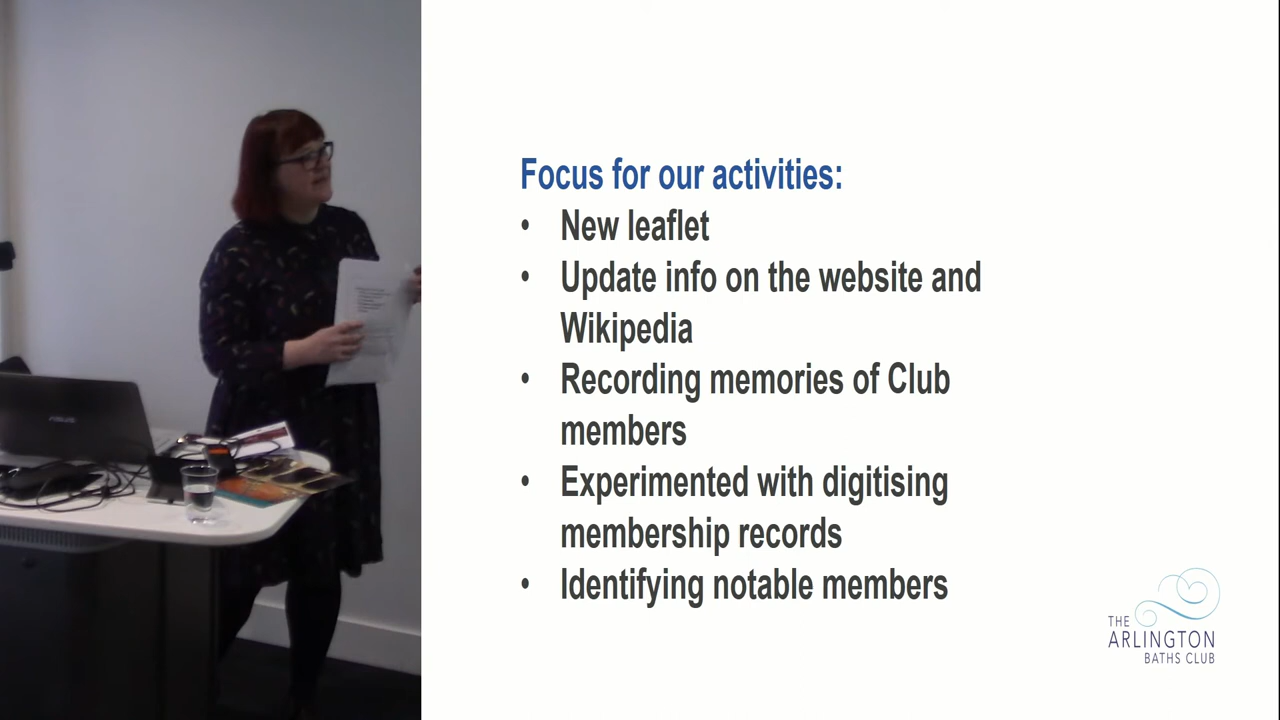 Focus for our activities:
• New leaflet
• Update info on the website and
Wikipedia
• Recording memories of Club
members
• Experimented with digitising
membership records
• Identifying notable members
THE
ARLINGTON
BATHS CLUB
ASUS